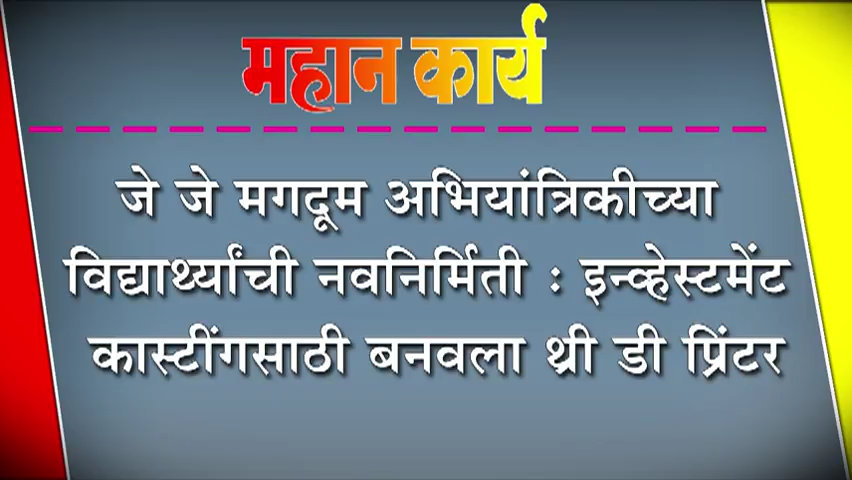 महान कार्य
जे जे मगदूम अभियांत्रिकीच्या
विद्यार्थ्यांची नवनिर्मिती : इन्व्हेस्टमेंट
कास्टींगसाठी बनवला थ्री डी प्रिंटर